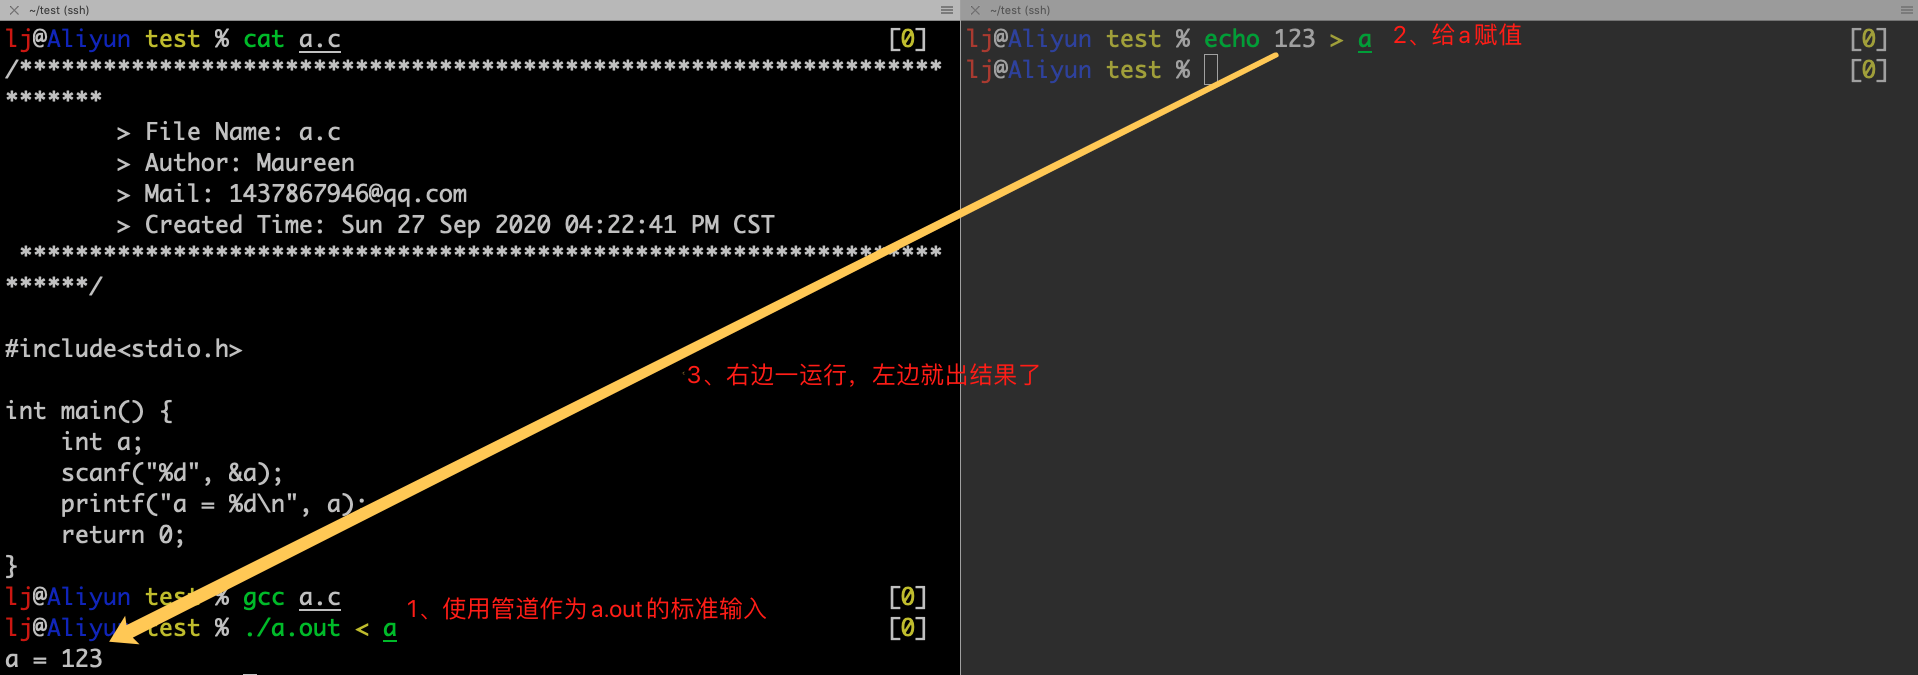 ~/test (ssh)
lj@Aliyun test % cat a.c [0]
/*******************************************************************
*******
> File Name: a.c
> Author: Maureen
> Mail: 1437867946@qq.com
> Created Time: Sun 27 Sep 2020 04:22:41 PM CST
*******************************************************************
******/
#include<stdio.h>
int main() {
int a;
scanf("%d", &a);
printf("a = %d\n", a);
return 0;
}
lj@Aliyun test % gcc a.c [0]
lj@Aliyun test % ./a.out < a [0]
1、使用管道作为a.out的标准输入
a = 123
~/test (ssh)
lj@Aliyun test % echo 123 > a [0]
2、给a赋值
lj@Aliyun test % [0]
3、右边一运行，左边就出结果了